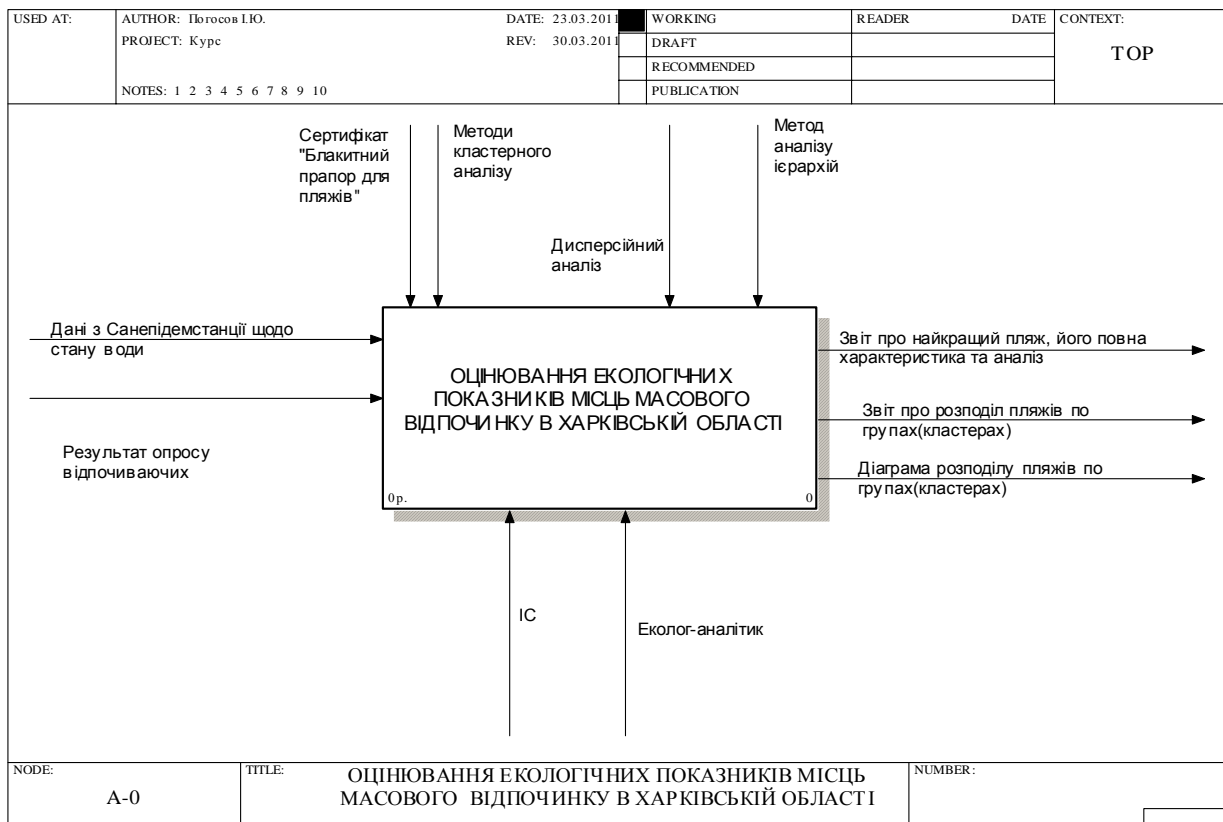 USED AT:
AUTHOR: Погосов І.Ю.
DATE: 23.03.2011
PROJECT: Курс
REV: 30.03.2011
NOTES: 1 2 3 4 5 6 7 8 9 10
WORKING
DRAFT
RECOMMENDED
PUBLICATION
READER
DATE
CONTEXT:
TOP
Сертифікат
"Блакитний
прапор для
пляжів"
Методи
кластерного
аналізу
Дисперсійний
аналіз
Метод
аналізу
ієрархій
Дані з Санепідемстанції щодо
стану води
Результат опросу
відпочиваючих
ОЦІНЮВАННЯ ЕКОЛОГІЧНИХ
ПОКАЗНИКІВ МІСЦЬ МАСОВОГО
ВІДПОЧИНКУ В ХАРКІВСЬКІЙ ОБЛАСТІ
0р.
0
Звіт про найкращий пляж, його повна
характеристика та аналіз
Звіт про розподіл пляжів по
групах(кластерах)
Діаграма розподілу пляжів по
групах(кластерах)
ІС
Еколог-аналітик
NODE:
A-0
TITLE:
ОЦІНЮВАННЯ ЕКОЛОГІЧНИХ ПОКАЗНИКІВ МІСЦЬ
МАСОВОГО ВІДПОЧИНКУ В ХАРКІВСЬКІЙ ОБЛАСТІ
NUMBER: